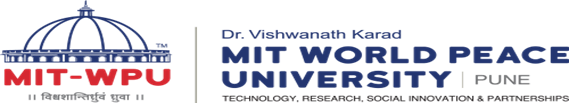 TM
MIT-WPU
॥ विश्वशान्तिर्ध्रुवं ध्रुवा ॥
Dr. Vishwanath Karad
MIT WORLD PEACE
UNIVERSITY | PUNE
TECHNOLOGY, RESEARCH, SOCIAL INNOVATION & PARTNERSHIPS